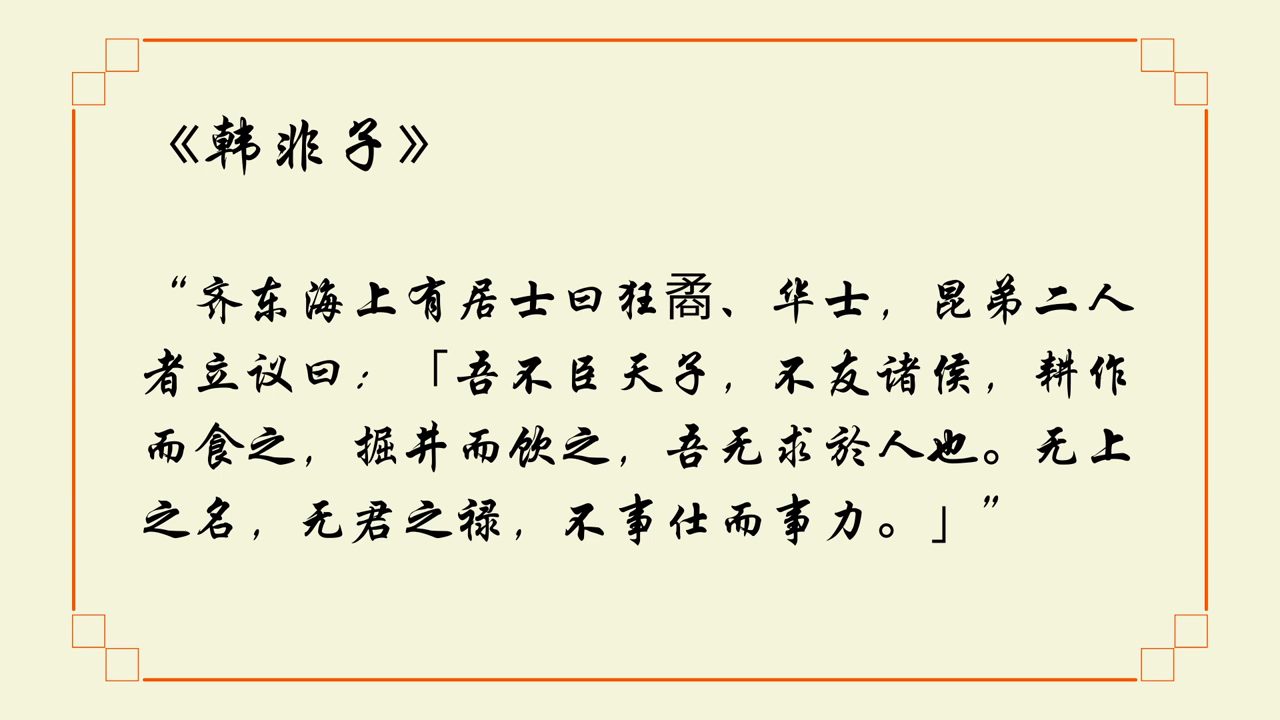 《韩非子》
“齐东海上有居士曰狂矞、华士，昆弟二人
者立议曰：「吾不臣天子，不友诸侯，耕作
而食之，掘井而饮之，吾无求於人也。无上
之名，无君之禄，不事仕而事力。」”